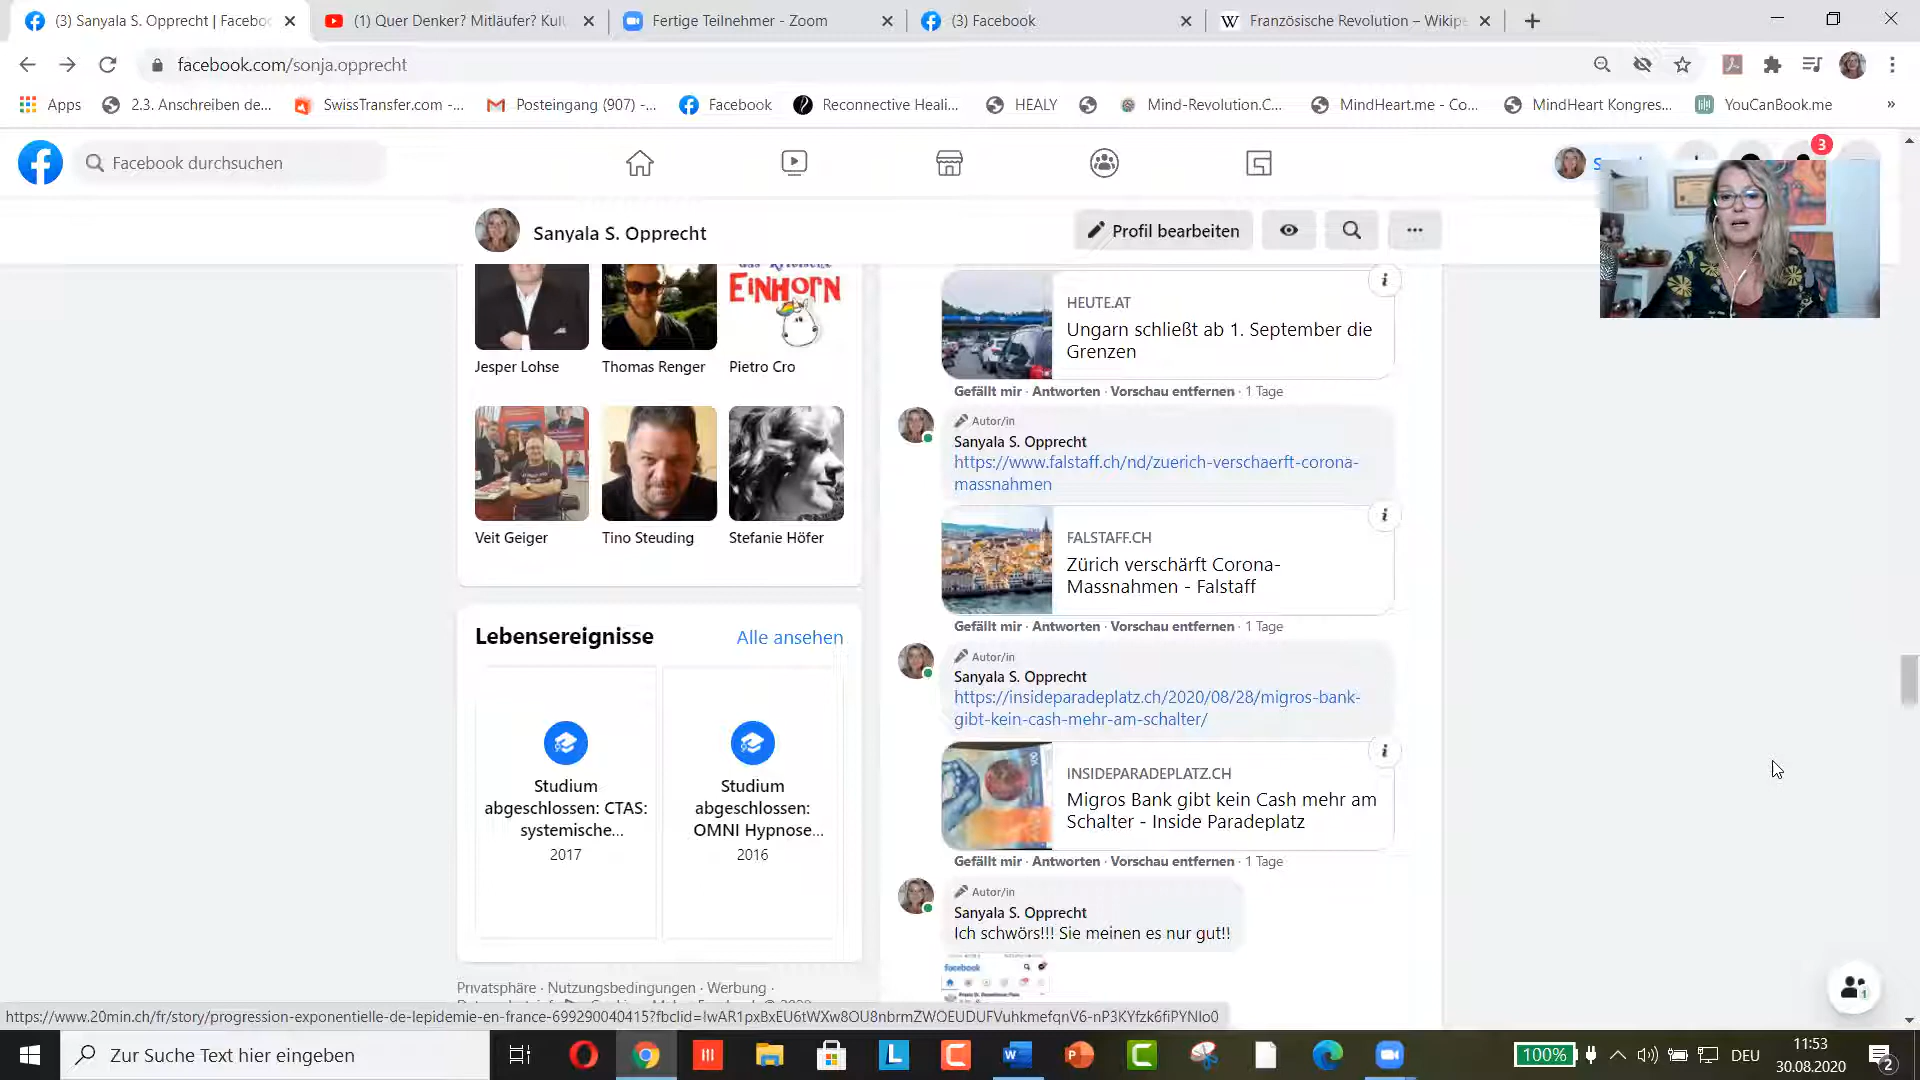 (3) Sanyala S. Opprecht | Facebo
(1) Quer Denker? Mitläufer? Kul
Fertige Teilnehmer - Zoom
(3) Facebook
Französische Revolution – Wikipe
facebook.com/sonja.opprecht
Apps
2.3. Anschreiben de...
SwissTransfer.com -...
Posteingang (907) -...
Facebook
Reconnective Heali...
HEALY
Mind-Revolution.C...
MindHeart.me - Co...
MindHeart Kongres...
YouCanBook.me
»
Facebook durchsuchen
3
Sanyala S. Opprecht
Profil bearbeiten
EINHORN
Jesper Lohse
Thomas Renger
Pietro Cro
Veit Geiger
Tino Steuding
Stefanie Höfer
Lebensereignisse
Alle ansehen
Studium
abgeschlossen: CTAS:
systemische...
2017
Studium
abgeschlossen:
OMNI Hypnose...
2016
Privatsphäre · Nutzungsbedingungen · Werbung ·
HEUTE.AT
Ungarn schließt ab 1. September die
Grenzen
Gefällt mir · Antworten · Vorschau entfernen · 1 Tage
Autor/in
Sanyala S. Opprecht
https://www.falstaff.ch/nd/zuerich-verschaerft-corona-
massnahmen
FALSTAFF.CH
Zürich verschärft Corona-
Massnahmen - Falstaff
Gefällt mir · Antworten · Vorschau entfernen · 1 Tage
Autor/in
Sanyala S. Opprecht
https://insideparadeplatz.ch/2020/08/28/migros-bank-
gibt-kein-cash-mehr-am-schalter/
INSIDEPARADEPLATZ.CH
Migros Bank gibt kein Cash mehr am
Schalter - Inside Paradeplatz
Gefällt mir · Antworten · Vorschau entfernen · 1 Tage
Autor/in
Sanyala S. Opprecht
Ich schwörs!!! Sie meinen es nur gut!!
facebook
1
https://www.20min.ch/fr/story/progression-exponentielle-de-lepidemie-en-france-699290040415?fbclid=IwAR1pxBxEU6tWXw8OU8nbrmZWOEUDUFVuhkmefqnV6-nP3KYfzk6fiPYNIo0
Zur Suche Text hier eingeben
100%
DEU
11:53
30.08.2020
2